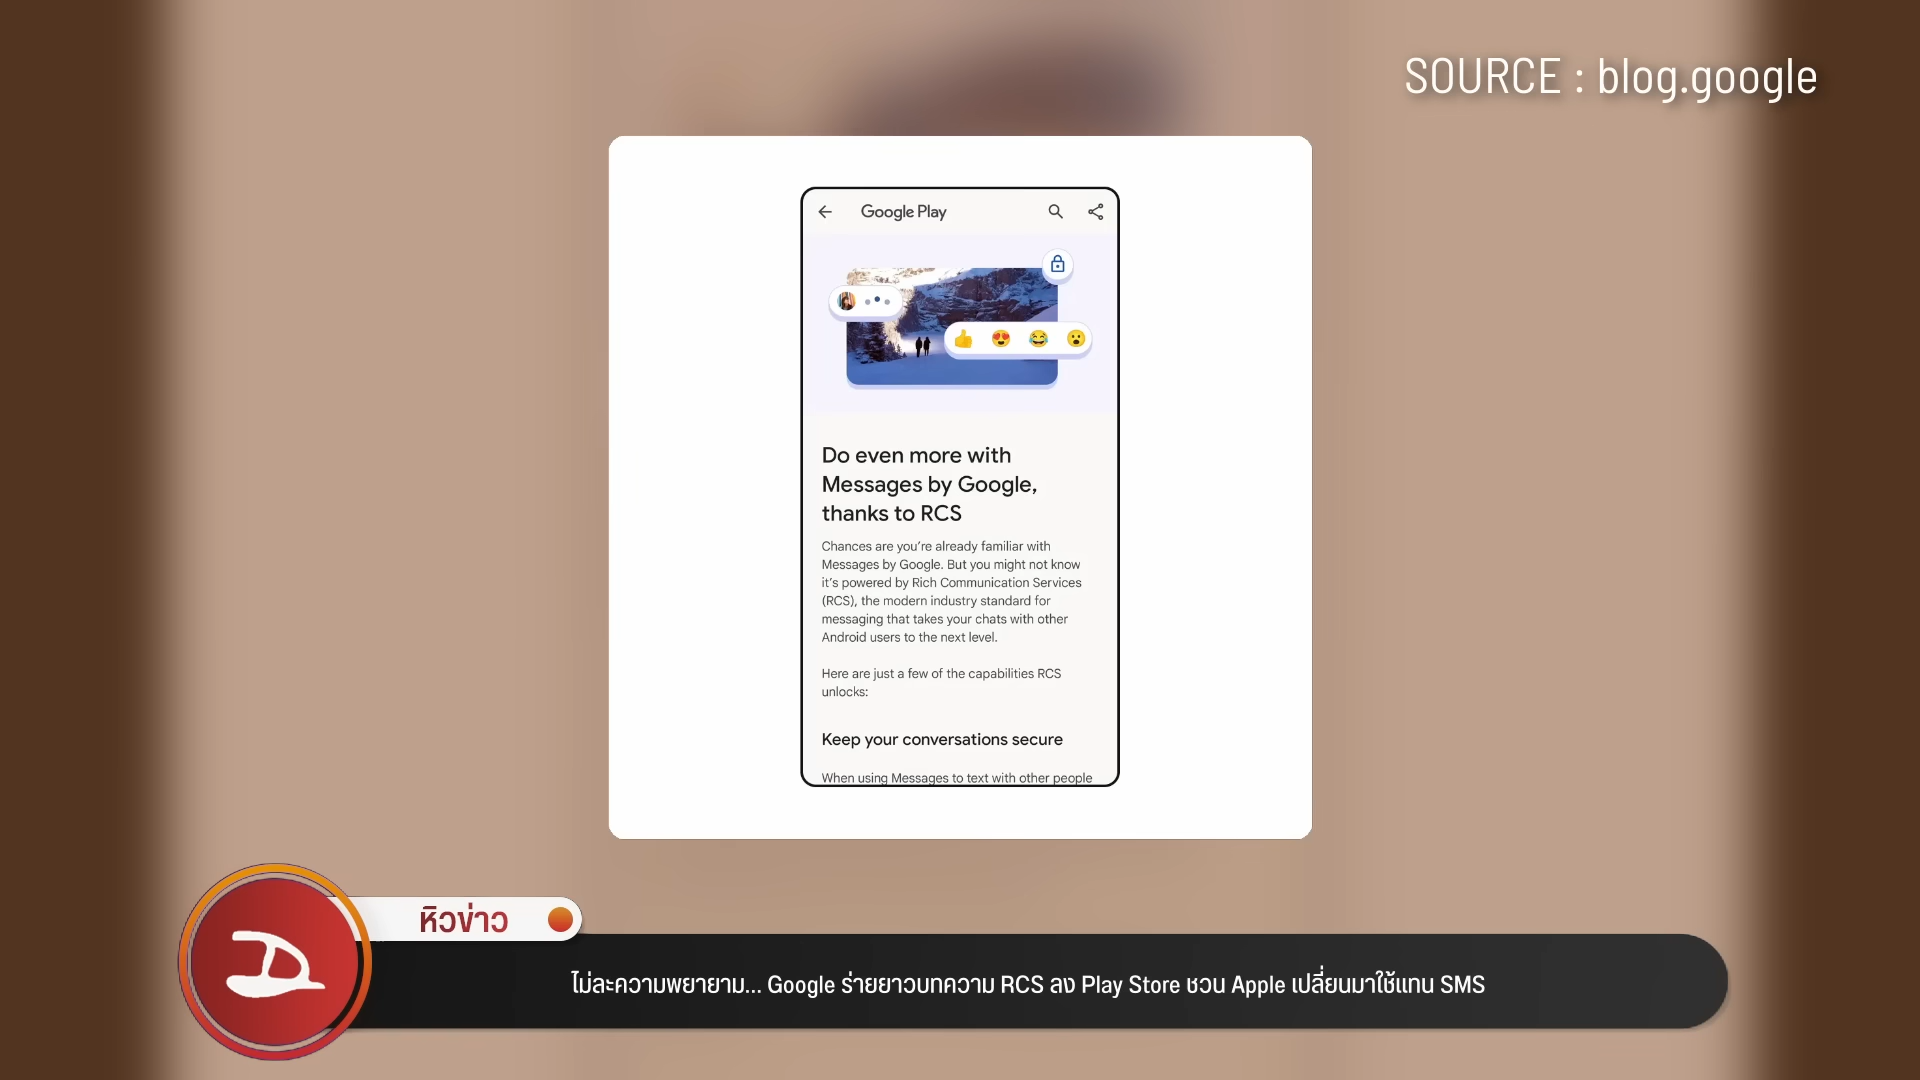 SOURCE : blog.google
Google Play
Do even more with
Messages by Google,
thanks to RCS
Chances are you’re already familiar with
Messages by Google. But you might not know
it’s powered by Rich Communication Services
(RCS), the modern industry standard for
messaging that takes your chats with other
Android users to the next level.
Here are just a few of the capabilities RCS
unlocks:
Keep your conversations secure
When using Messages to text with other people
หิวข่าว
ไม่ละความพยายาม... Google ร่ายยาวบทความ RCS ลง Play Store ชวน Apple เปลี่ยนมาใช้แทน SMS